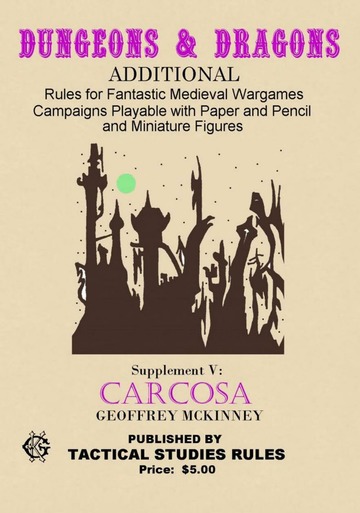 DUNGEONS & DRAGONS
ADDITIONAL
Rules for Fantastic Medieval Wargames
Campaigns Playable with Paper and Pencil
and Miniature Figures
Supplement V:
CARCOSA
GEOFFREY MCKINNEY
PUBLISHED BY
TACTICAL STUDIES RULES
Price: $5.00